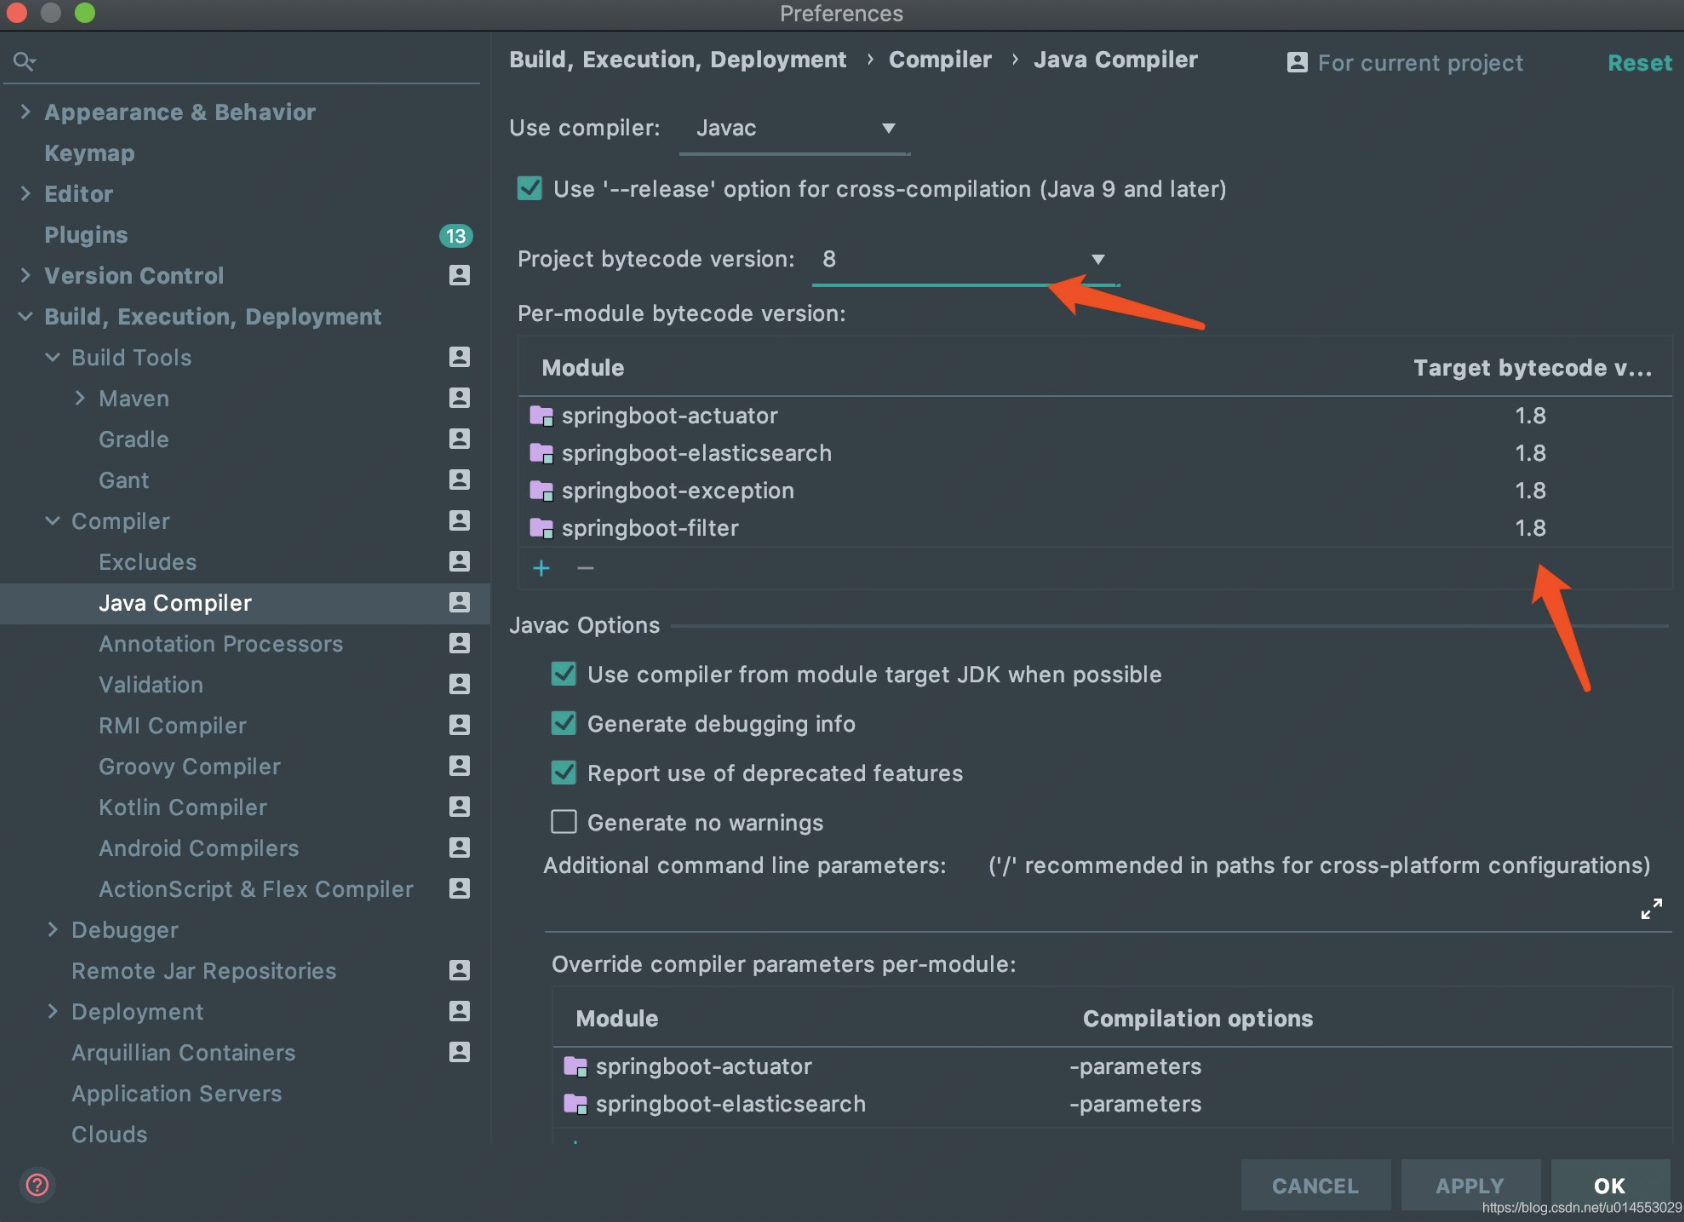 Preferences
Build, Execution, Deployment › Compiler › Java Compiler
For current project
Reset
Appearance & Behavior
Keymap
Editor
Plugins
13
Version Control
Build, Execution, Deployment
Build Tools
Maven
Gradle
Gant
Compiler
Excludes
Java Compiler
Annotation Processors
Validation
RMI Compiler
Groovy Compiler
Kotlin Compiler
Android Compilers
ActionScript & Flex Compiler
Debugger
Remote Jar Repositories
Deployment
Arquillian Containers
Application Servers
Clouds
Use compiler: Javac
Use '--release' option for cross-compilation (Java 9 and later)
Project bytecode version: 8
Per-module bytecode version:
Module Target bytecode v...
springboot-actuator 1.8
springboot-elasticsearch 1.8
springboot-exception 1.8
springboot-filter 1.8
+ −
Javac Options
Use compiler from module target JDK when possible
Generate debugging info
Report use of deprecated features
Generate no warnings
Additional command line parameters: ('/' recommended in paths for cross-platform configurations)
Override compiler parameters per-module:
Module Compilation options
springboot-actuator -parameters
springboot-elasticsearch -parameters
?
CANCEL APPLY OK
https://blog.csdn.net/u014553029